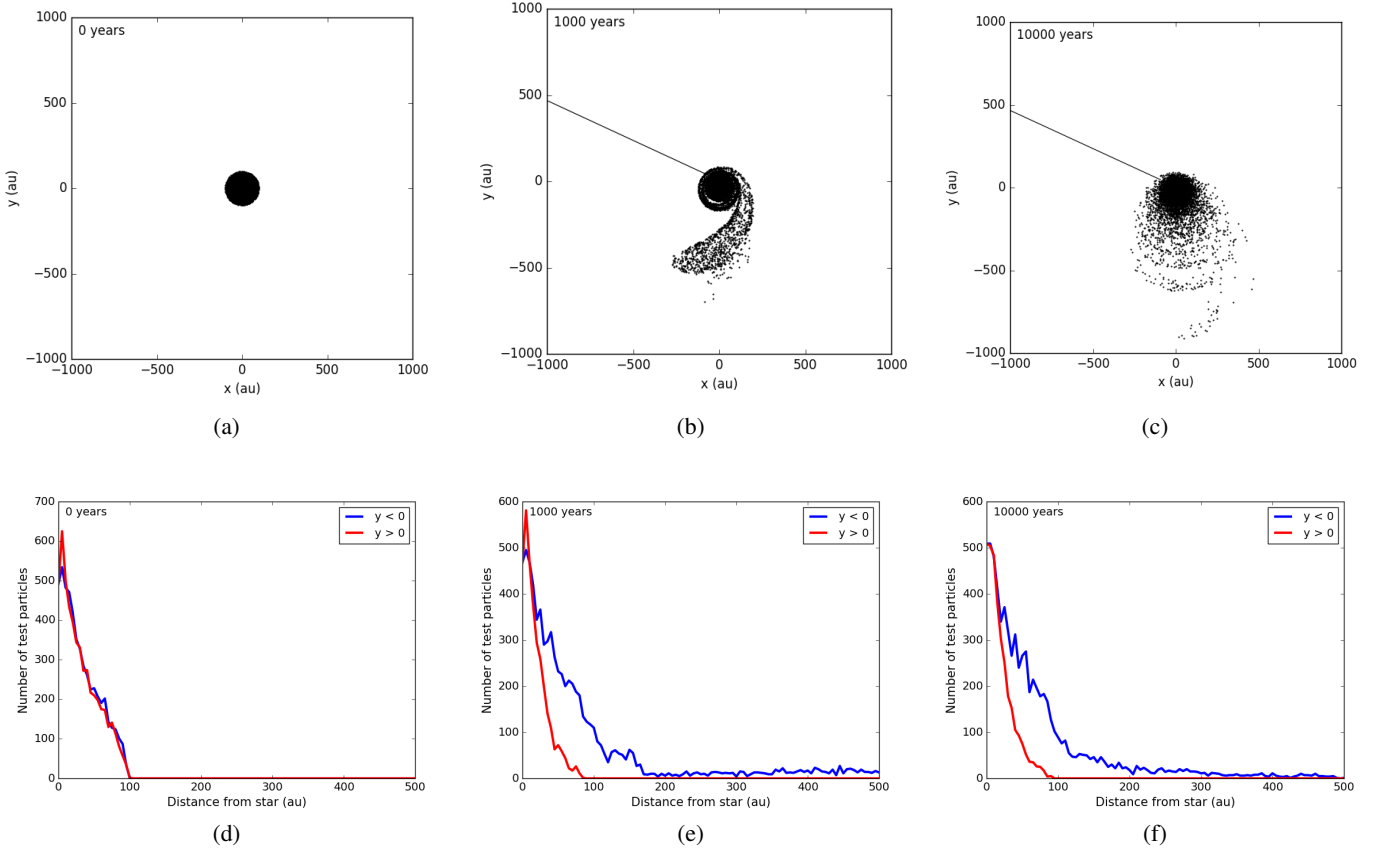 1000
500
0
−500
−1000
y (au)
0 years
−1000 −500 0 500 1000
x (au)
(a)
1000
500
0
−500
−1000
y (au)
1000 years
−1000 −500 0 500 1000
x (au)
(b)
1000
500
0
−500
−1000
y (au)
10000 years
−1000 −500 0 500 1000
x (au)
(c)
700
600
500
400
300
200
100
0
Number of test particles
0 years
y < 0
y > 0
0 100 200 300 400 500
Distance from star (au)
(d)
600
500
400
300
200
100
0
Number of test particles
1000 years
y < 0
y > 0
0 100 200 300 400 500
Distance from star (au)
(e)
600
500
400
300
200
100
0
Number of test particles
10000 years
y < 0
y > 0
0 100 200 300 400 500
Distance from star (au)
(f)